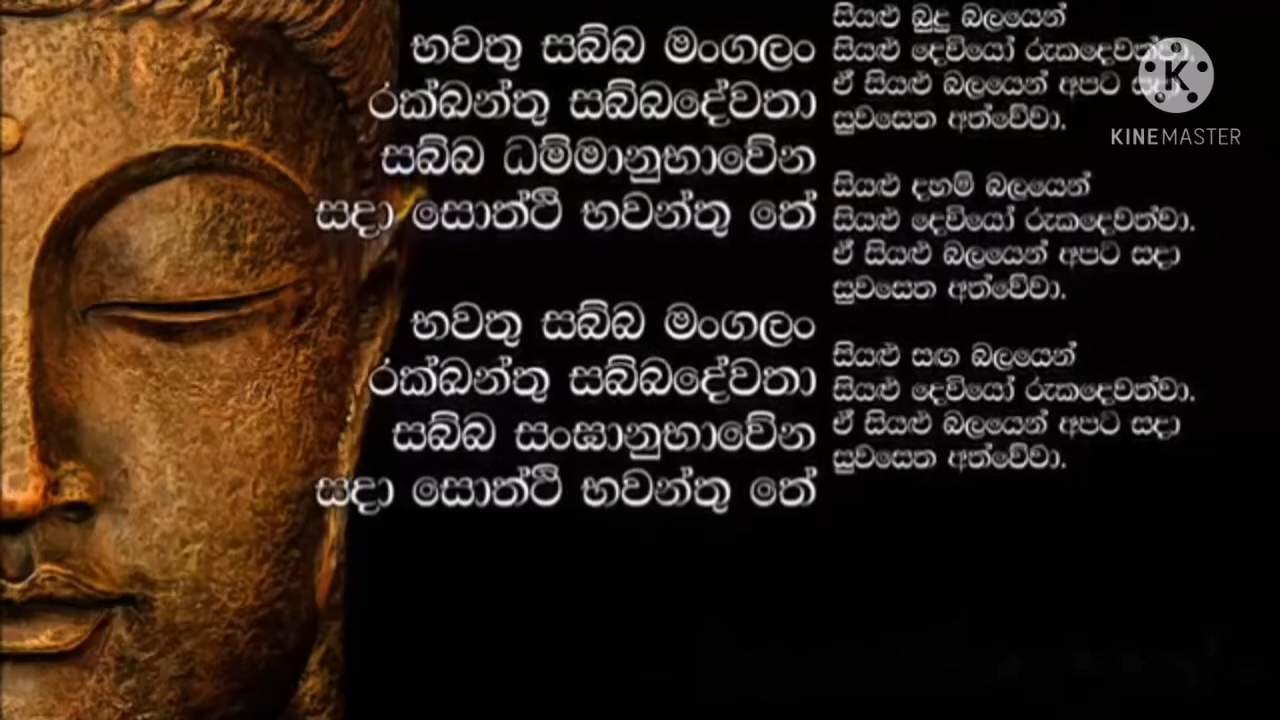 භවතු සබ්බ මංගලං
රක්ඛන්තු සබ්බදේවතා
සබ්බ ධම්මානුභාවේන
සදා සොත්ථි භවන්තු තේ
භවතු සබ්බ මංගලං
රක්ඛන්තු සබ්බදේවතා
සබ්බ සංඝානුභාවේන
සදා සොත්ථි භවන්තු තේ
සියළු බුදු බලයෙන්
සියළු දෙවියෝ රුකදෙවත්වා.
ඒ සියළු බලයෙන් අපට සදා
සුවසෙත අත්වේවා.
සියළු දහම් බලයෙන්
සියළු දෙවියෝ රුකදෙවත්වා.
ඒ සියළු බලයෙන් අපට සදා
සුවසෙත අත්වේවා.
සියළු සඟ බලයෙන්
සියළු දෙවියෝ රුකදෙවත්වා.
ඒ සියළු බලයෙන් අපට සදා
සුවසෙත අත්වේවා.
K
KINEMASTER